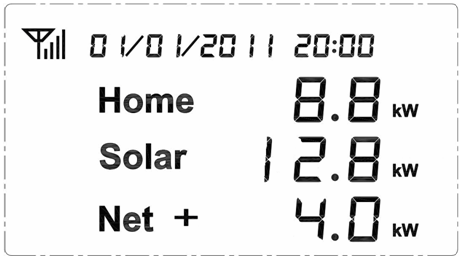 01/01/2011 20:00
Home 8.8 kW
Solar 12.8 kW
Net + 4.0 kW